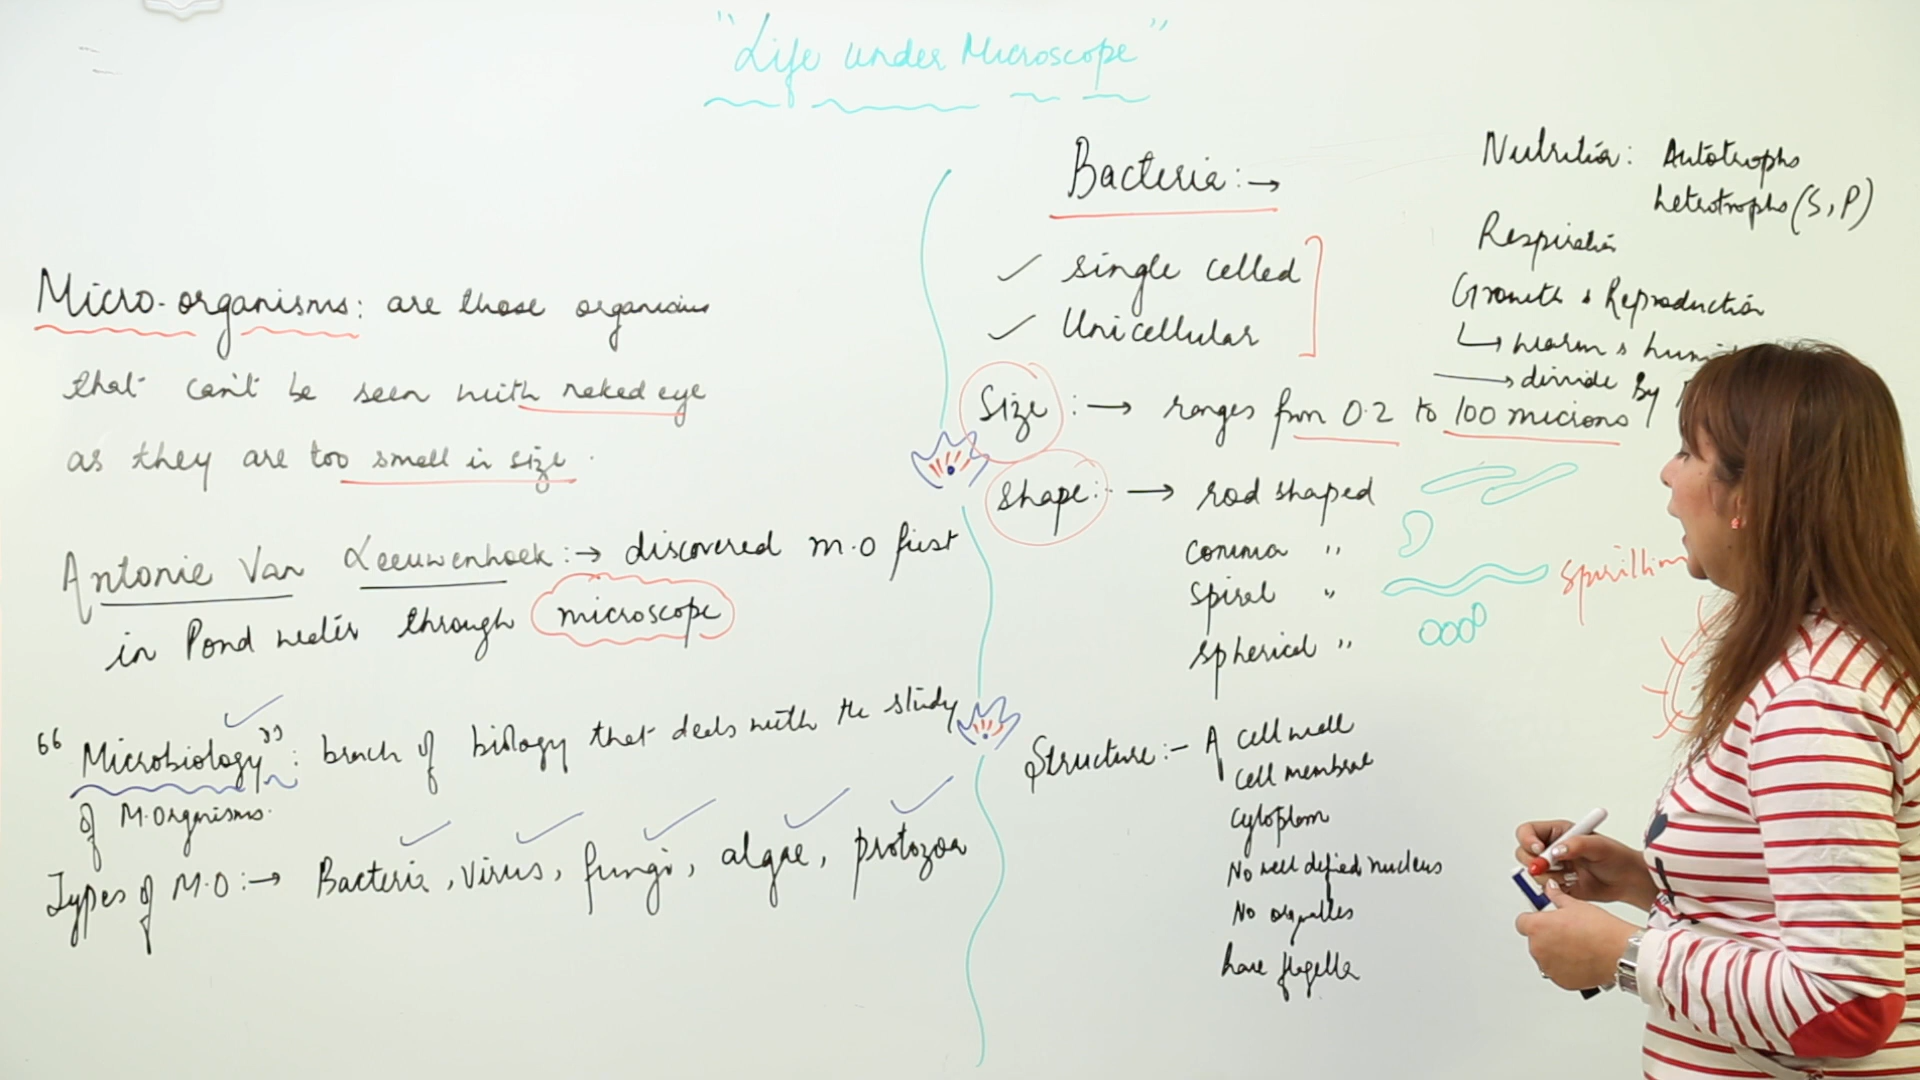 "Life under Microscope"
Micro-organisms: are those organisms
that can't be seen with naked eye
as they are too small in size.
Antonie Van Leeuwenhoek:→ discovered m.o first
in Pond water through microscope
"Microbiology": branch of biology that deals with the study
of M.Organisms.
Types of M.O:→ Bacteria, virus, fungi, algae, protozoa
Bacteria:→
✓ single celled
✓ Unicellular
Size:→ ranges from 0.2 to 100 microns
Shape:→ rod shaped
comma "
spiral "
spirillim
spherical "
Structure:- A cell wall
cell membrae
cytoplasm
No well defined nucleus
No organelles
have flagella
Nutrition: Autotrophs
heterotrophs (S, P)
Respiration
Growth & Reproduction
↳ warm &
→ divide By